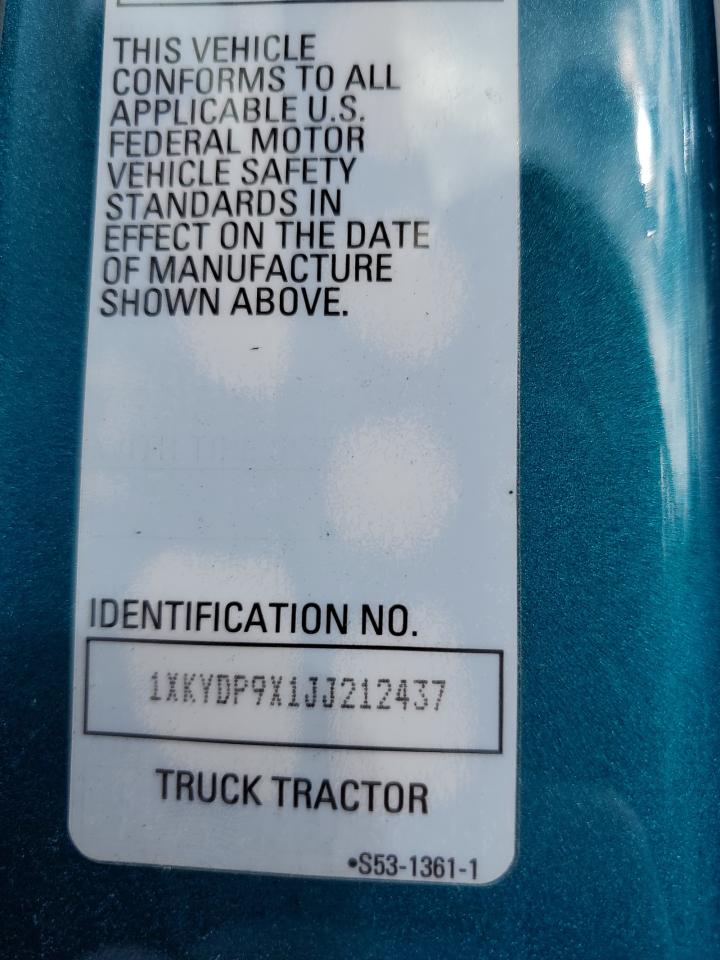 THIS VEHICLE
CONFORMS TO ALL
APPLICABLE U.S.
FEDERAL MOTOR
VEHICLE SAFETY
STANDARDS IN
EFFECT ON THE DATE
OF MANUFACTURE
SHOWN ABOVE.
IDENTIFICATION NO.
1XKYDP9X1JJ212437
TRUCK TRACTOR
•S53-1361-1